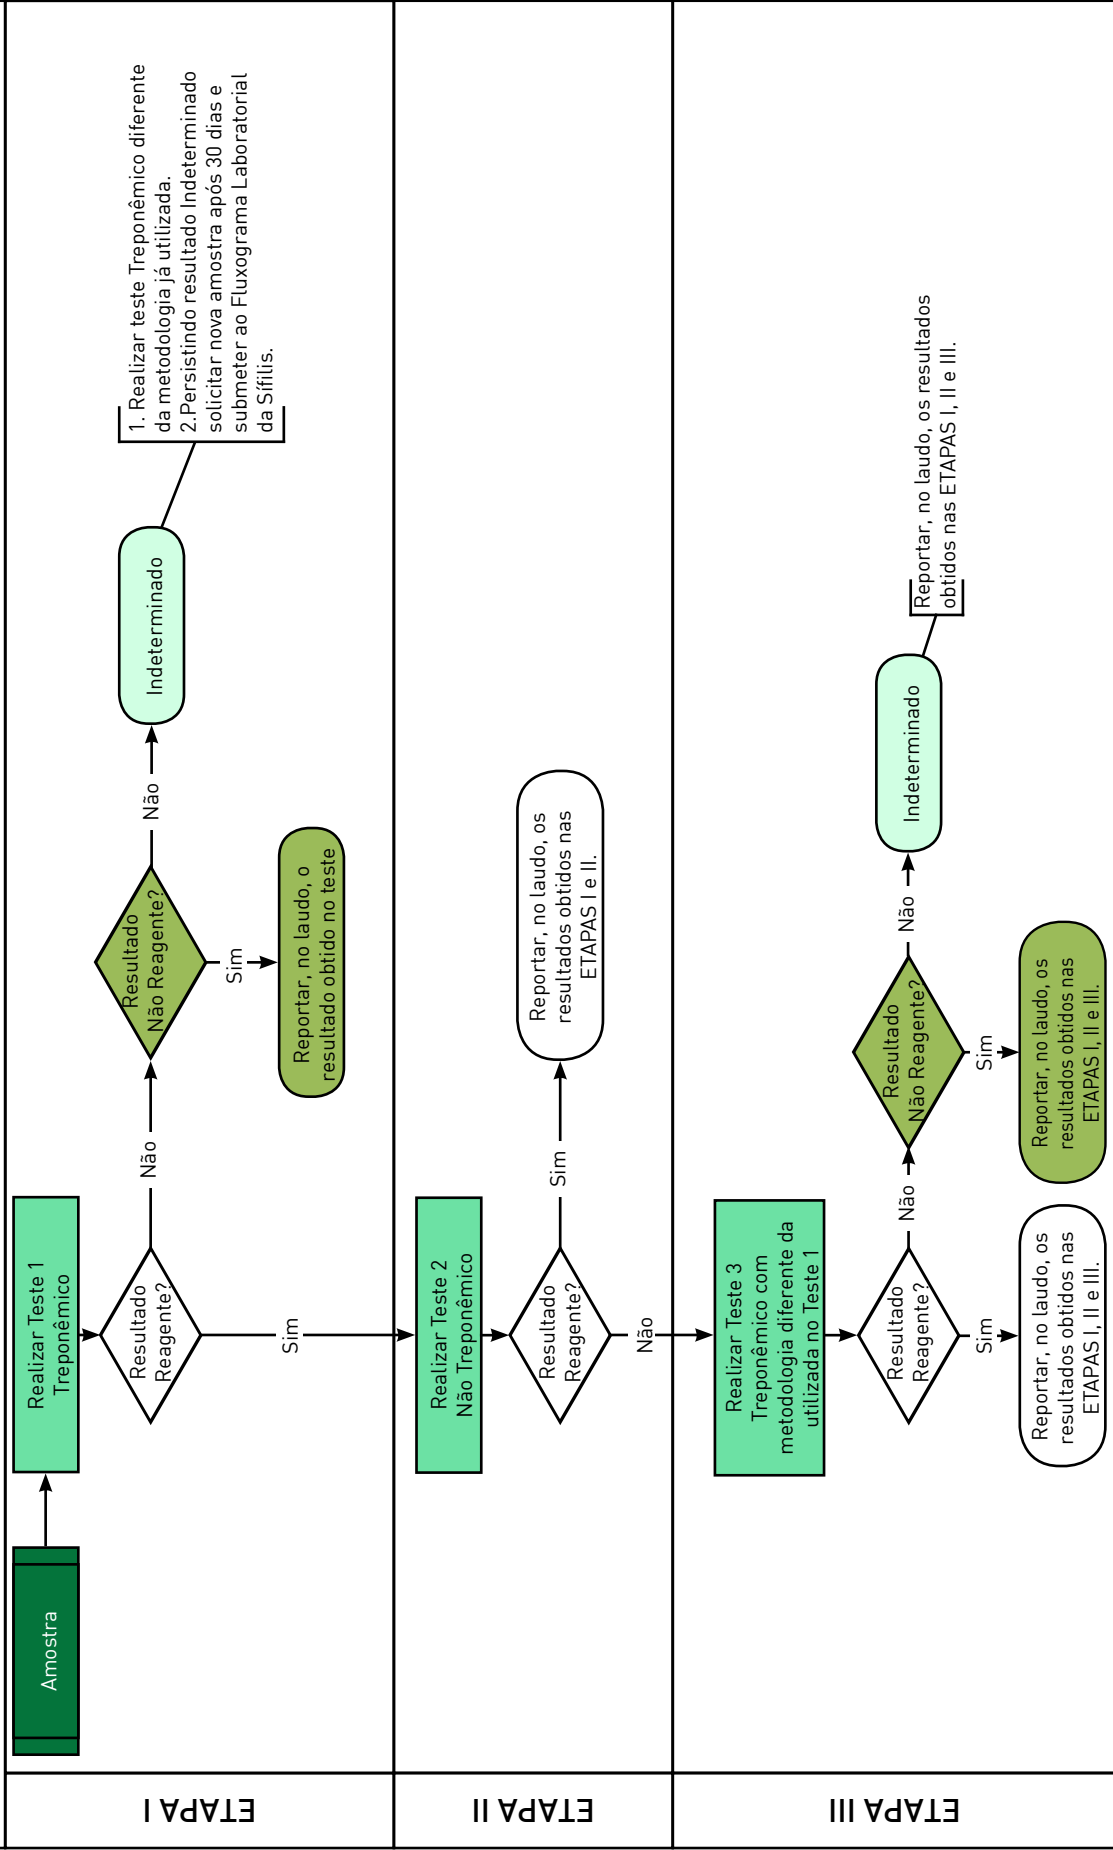 ETAPA I
Amostra
Realizar Teste 1
Treponêmico
Resultado
Reagente?
Não
Resultado
Não Reagente?
Não
Indeterminado
1. Realizar teste Treponêmico diferente
da metodologia já utilizada.
2.Persistindo resultado Indeterminado
solicitar nova amostra após 30 dias e
submeter ao Fluxograma Laboratorial
da Sífilis.
Sim
Reportar, no laudo, o
resultado obtido no teste
Sim
ETAPA II
Realizar Teste 2
Não Treponêmico
Resultado
Reagente?
Sim
Reportar, no laudo, os
resultados obtidos nas
ETAPAS I e II.
Não
ETAPA III
Realizar Teste 3
Treponêmico com
metodologia diferente da
utilizada no Teste 1
Resultado
Reagente?
Não
Resultado
Não Reagente?
Não
Indeterminado
Reportar, no laudo, os resultados
obtidos nas ETAPAS I, II e III.
Sim
Reportar, no laudo, os
resultados obtidos nas
ETAPAS I, II e III.
Sim
Reportar, no laudo, os
resultados obtidos nas
ETAPAS I, II e III.